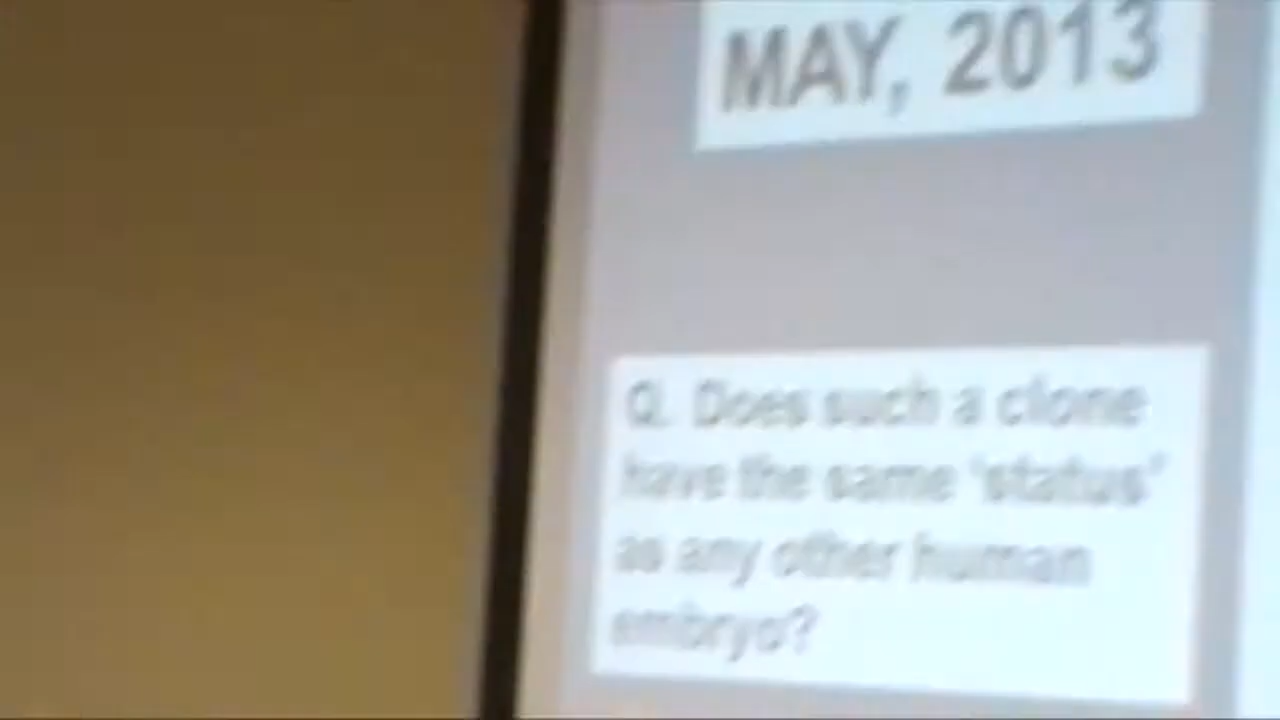 MAY, 2013
Q. Does such a clone
have the same 'status'
as any other human
embryo?